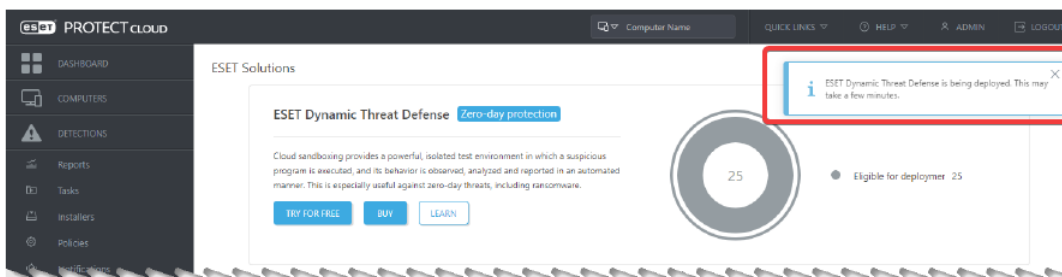 eset PROTECT CLOUD
Computer Name
QUICK LINKS
HELP
ADMIN
LOGOUT
DASHBOARD
COMPUTERS
DETECTIONS
Reports
Tasks
Installers
Policies
Notifications
ESET Solutions
ESET Dynamic Threat Defense is being deployed. This may
take a few minutes.
ESET Dynamic Threat Defense Zero-day protection
Cloud sandboxing provides a powerful, isolated test environment in which a suspicious
program is executed, and its behavior is observed, analyzed and reported in an automated
manner. This is especially useful against zero-day threats, including ransomware.
TRY FOR FREE
BUY
LEARN
25
Eligible for deploymer 25